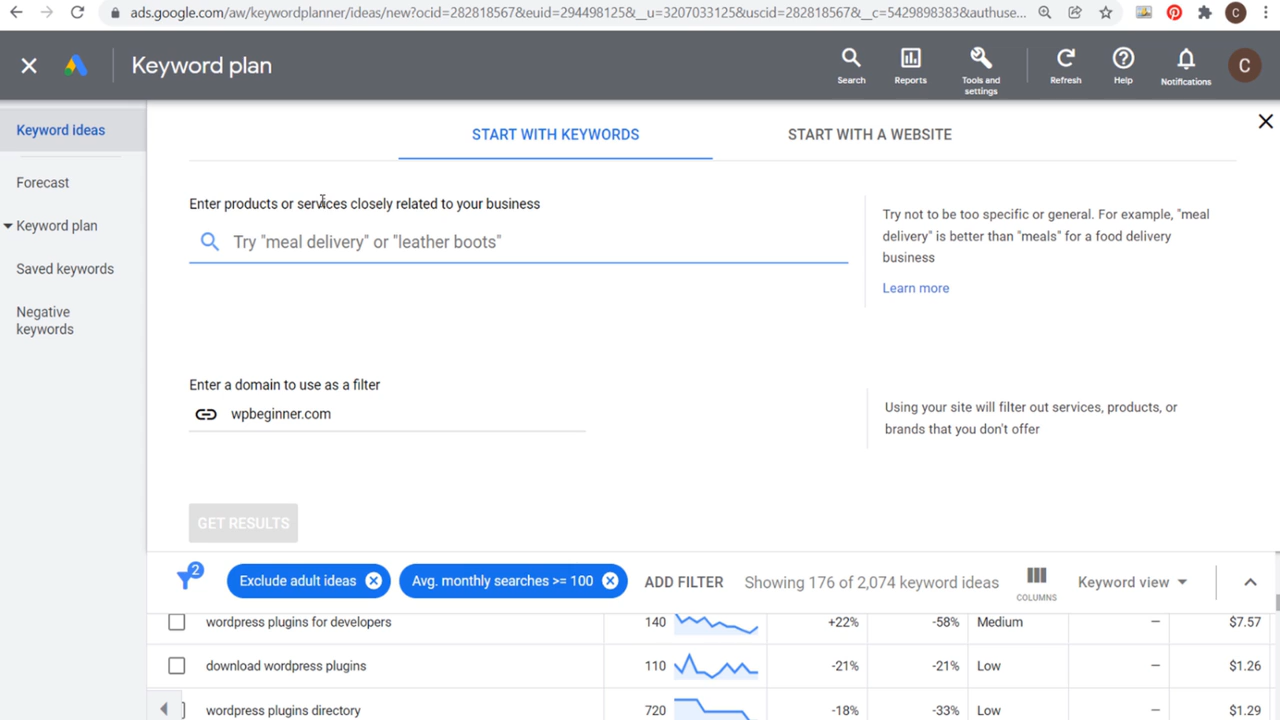 ads.google.com/aw/keywordplanner/ideas/new?ocid=282818567&euid=294498125&__u=3207033125&uscid=282818567&__c=5429898383&authuse...
C
Keyword plan
Search
Reports
Tools and settings
Refresh
Help
Notifications
C
Keyword ideas
Forecast
Keyword plan
Saved keywords
Negative
keywords
START WITH KEYWORDS
START WITH A WEBSITE
Enter products or services closely related to your business
Try "meal delivery" or "leather boots"
Try not to be too specific or general. For example, "meal
delivery" is better than "meals" for a food delivery
business
Learn more
Enter a domain to use as a filter
wpbeginner.com
Using your site will filter out services, products, or
brands that you don't offer
GET RESULTS
2
Exclude adult ideas
Avg. monthly searches >= 100
ADD FILTER
Showing 176 of 2,074 keyword ideas
COLUMNS
Keyword view
wordpress plugins for developers 140 +22% -58% Medium – $7.57
download wordpress plugins 110 -21% -21% Low – $1.26
wordpress plugins directory 720 -18% -33% Low – $1.29